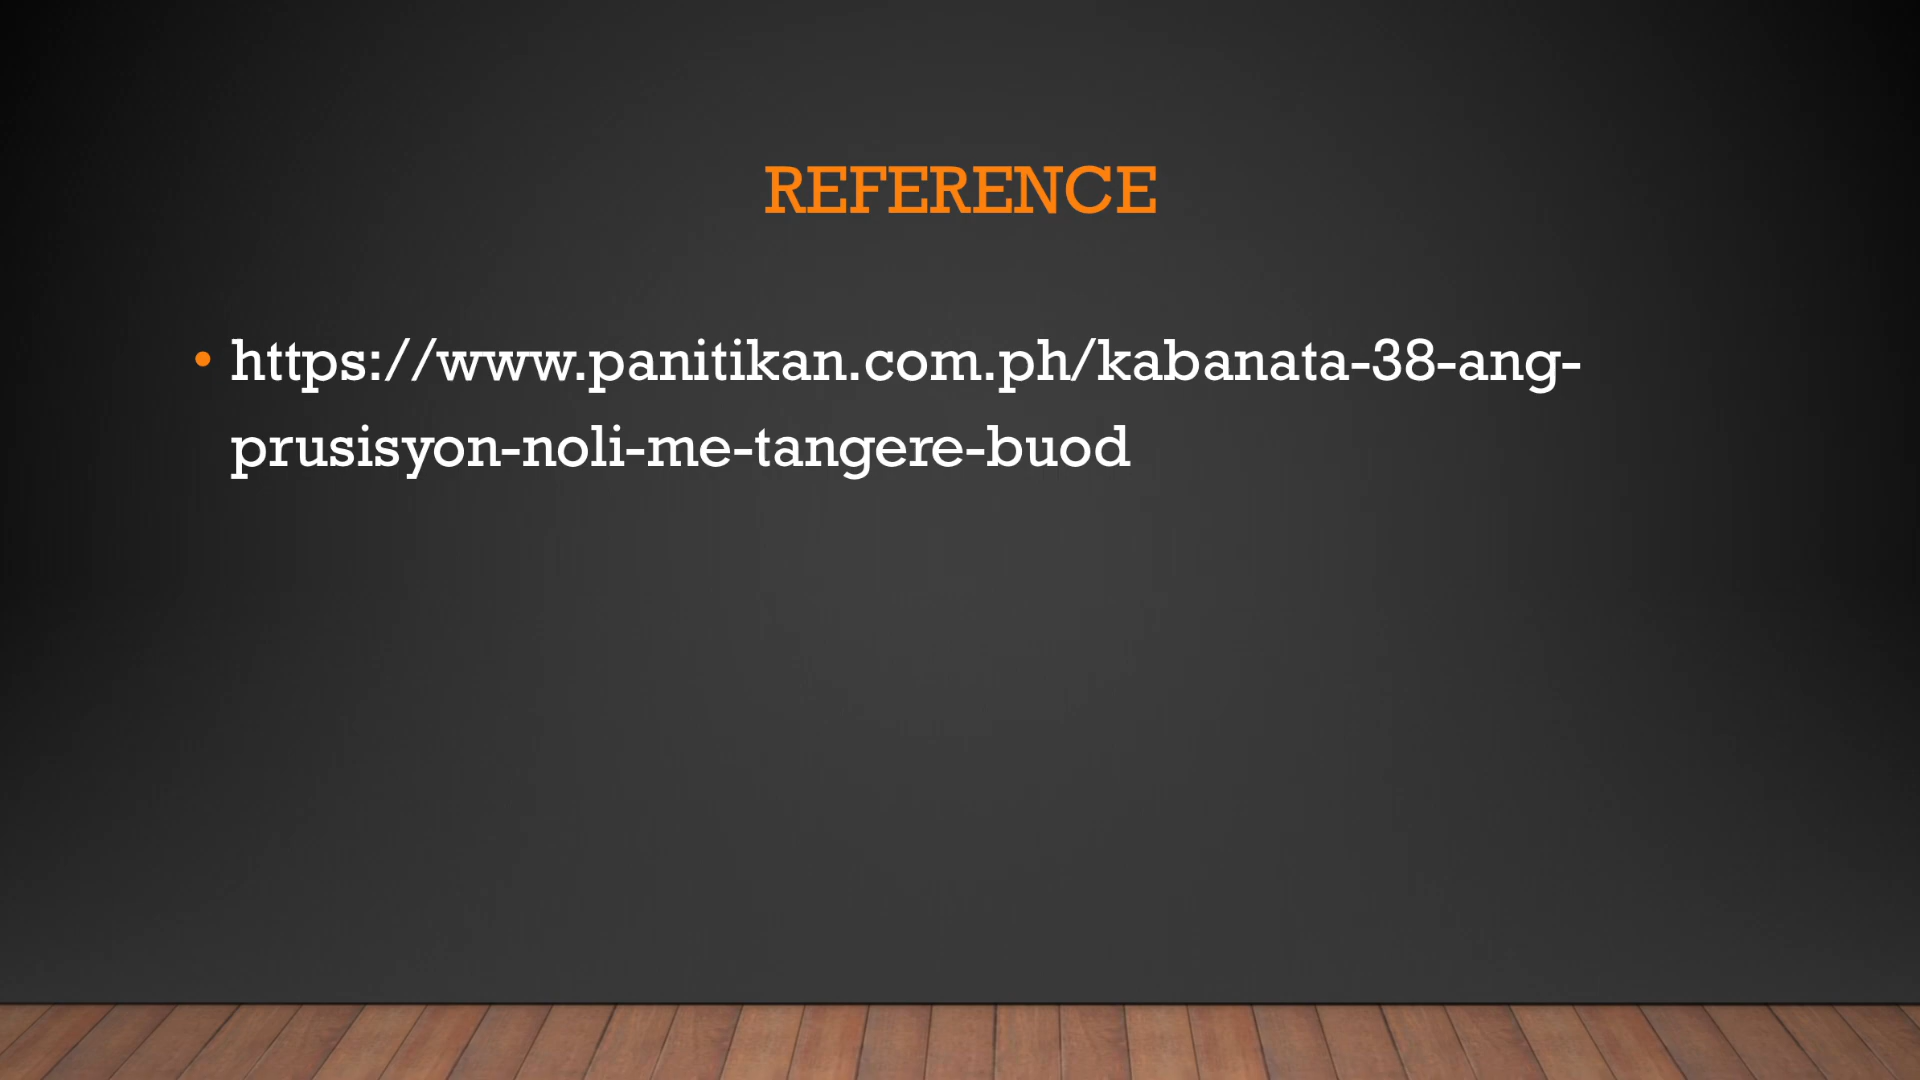 REFERENCE
• https://www.panitikan.com.ph/kabanata-38-ang-
prusisyon-noli-me-tangere-buod